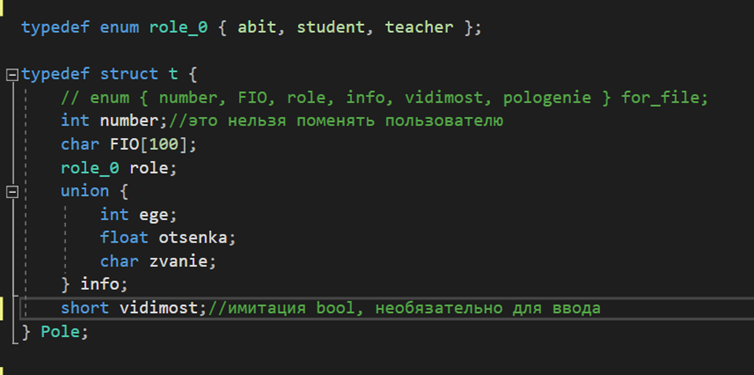 typedef enum role_0 { abit, student, teacher };
typedef struct t {
// enum { number, FIO, role, info, vidimost, pologenie } for_file;
int number;//это нельзя поменять пользователю
char FIO[100];
role_0 role;
union {
int ege;
float otsenka;
char zvanie;
} info;
short vidimost;//имитация bool, необязательно для ввода
} Pole;